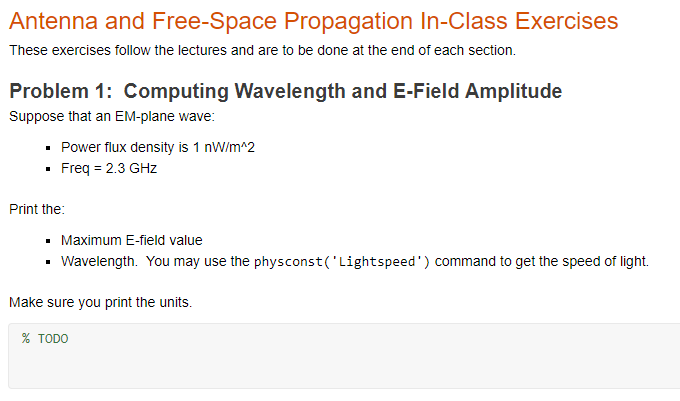 Antenna and Free-Space Propagation In-Class Exercises
These exercises follow the lectures and are to be done at the end of each section.
Problem 1:  Computing Wavelength and E-Field Amplitude
Suppose that an EM-plane wave:
▪ Power flux density is 1 nW/m^2
▪ Freq = 2.3 GHz
Print the:
▪ Maximum E-field value
▪ Wavelength.  You may use the physconst('Lightspeed') command to get the speed of light.
Make sure you print the units.
% TODO